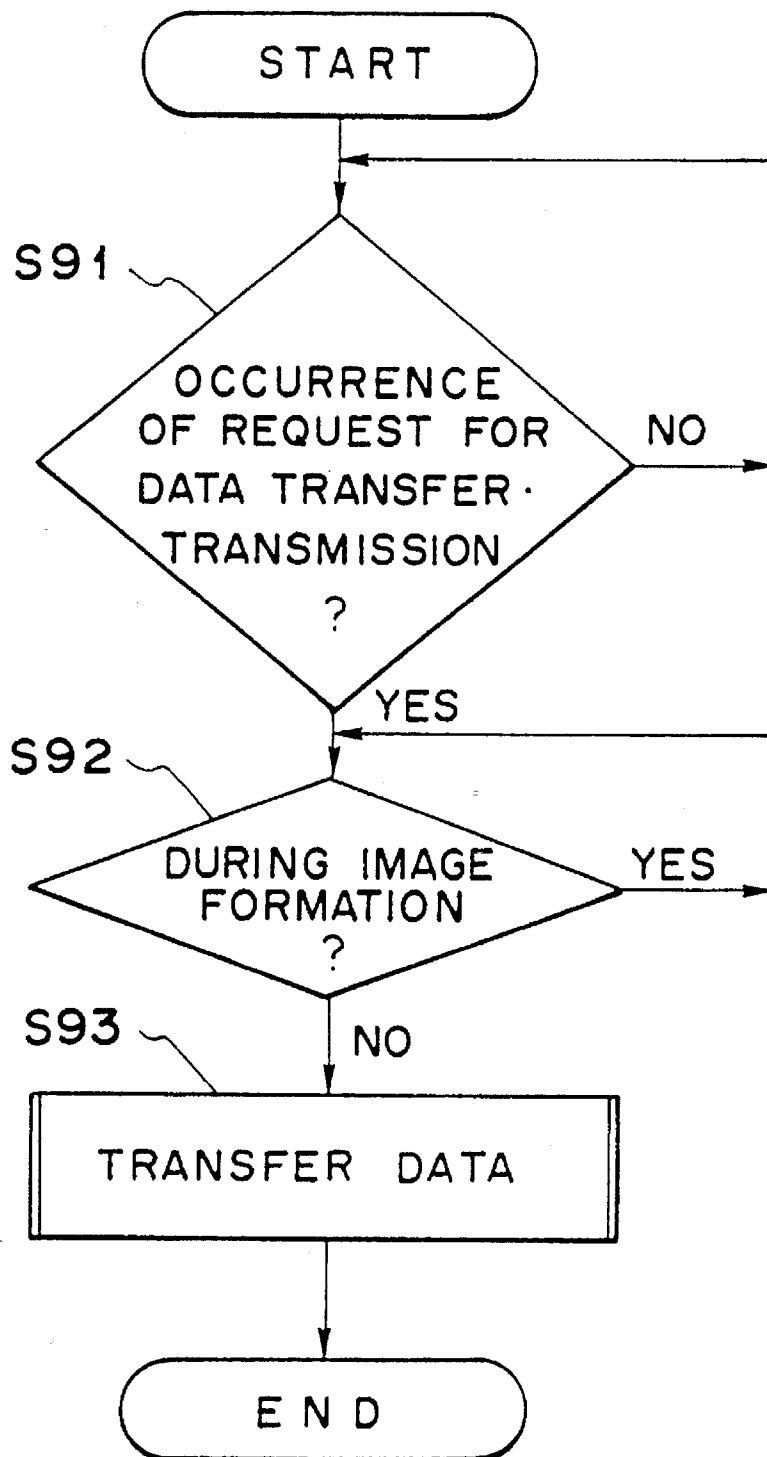 START
S91
OCCURRENCE
OF REQUEST FOR
DATA TRANSFER·
TRANSMISSION
?
NO
YES
S92
DURING IMAGE
FORMATION
?
YES
NO
S93
TRANSFER DATA
END